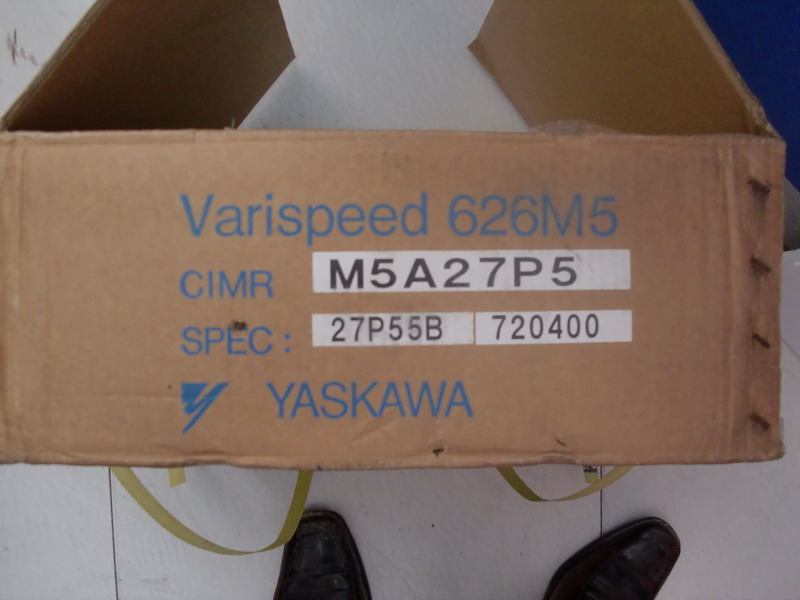 Varispeed 626M5
CIMR M5A27P5
SPEC : 27P55B 720400
YASKAWA